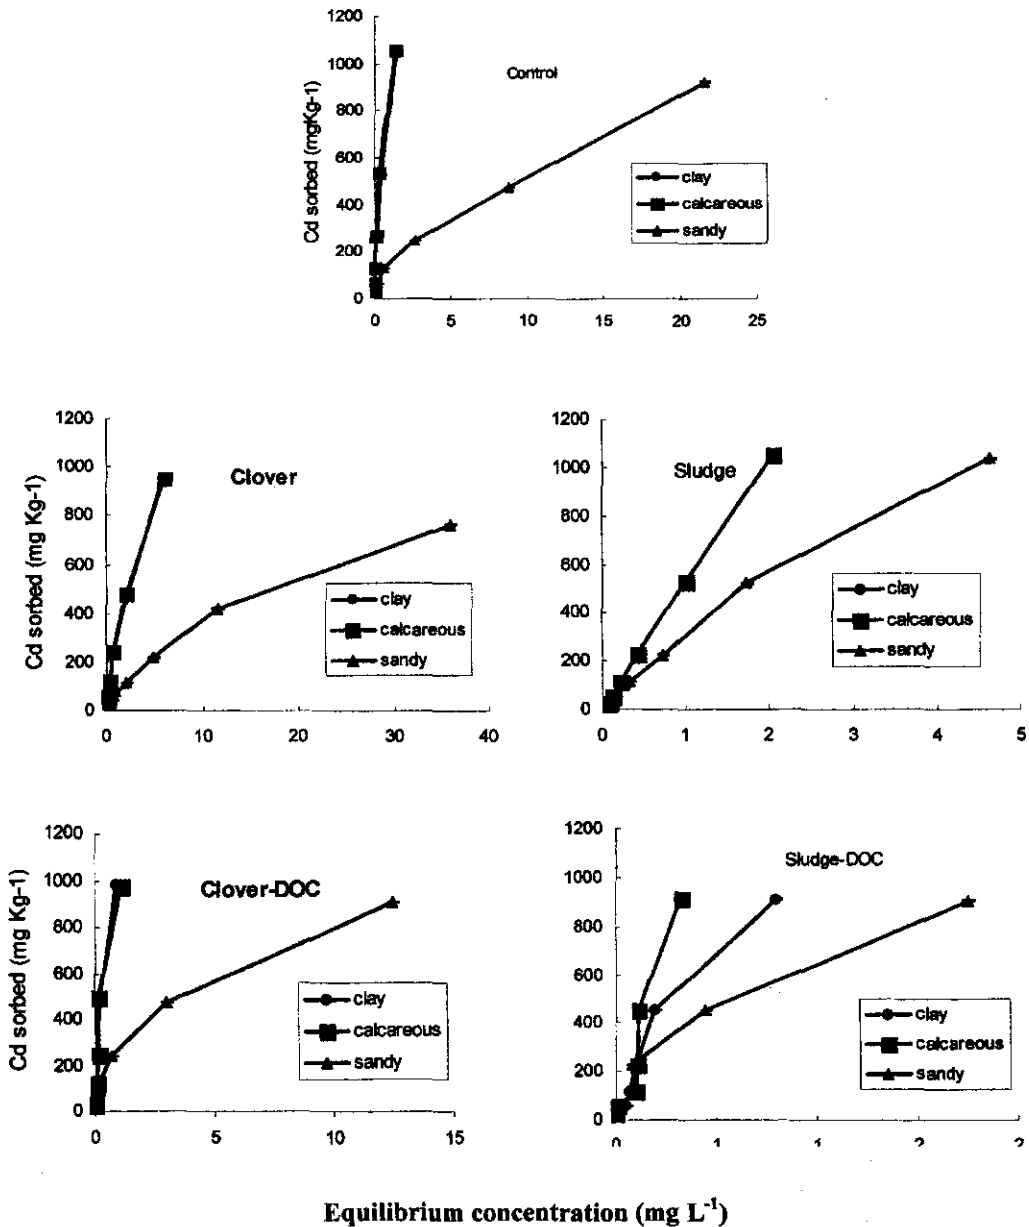 1200
1000
800
600
400
200
0
Cd sorbed (mgKg-1)
Control
clay
calcareous
sandy
0 5 10 15 20 25
1200
1000
800
600
400
200
0
Cd sorbed (mg Kg-1)
Clover
clay
calcareous
sandy
0 10 20 30 40
1200
1000
800
600
400
200
0
Sludge
clay
calcareous
sandy
0 1 2 3 4 5
1200
1000
800
600
400
200
0
Cd sorbed (mg Kg-1)
Clover-DOC
clay
calcareous
sandy
0 5 10 15
1200
1000
800
600
400
200
0
Sludge-DOC
clay
calcareous
sandy
0 1 1 2 2
Equilibrium concentration (mg L-1)